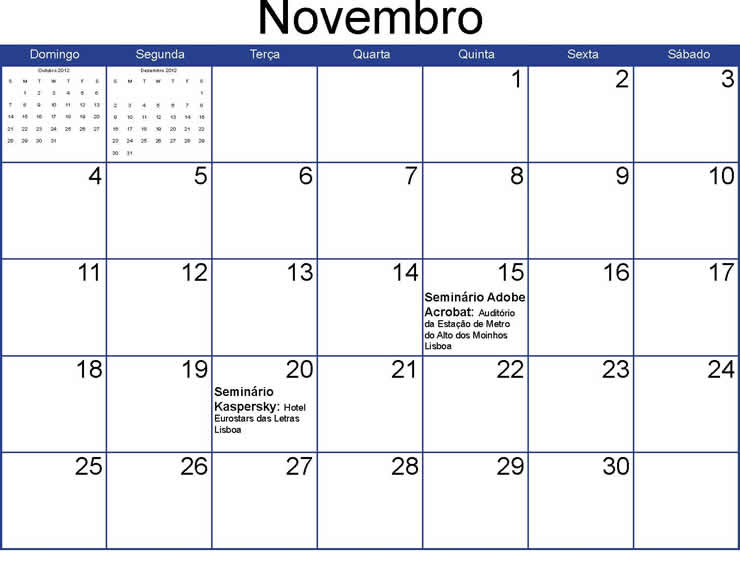 Novembro
Domingo Segunda Terça Quarta Quinta Sexta Sábado
Outubro 2012
S M T W T F S
1 2 3 4 5 6
7 8 9 10 11 12 13
14 15 16 17 18 19 20
21 22 23 24 25 26 27
28 29 30 31
Dezembro 2012
S M T W T F S
1
2 3 4 5 6 7 8
9 10 11 12 13 14 15
16 17 18 19 20 21 22
23 24 25 26 27 28 29
30 31
1 2 3
4 5 6 7 8 9 10
11 12 13 14 15 16 17
Seminário Adobe
Acrobat: Auditório
da Estação de Metro
do Alto dos Moinhos
Lisboa
18 19 20 21 22 23 24
Seminário
Kaspersky: Hotel
Eurostars das Letras
Lisboa
25 26 27 28 29 30